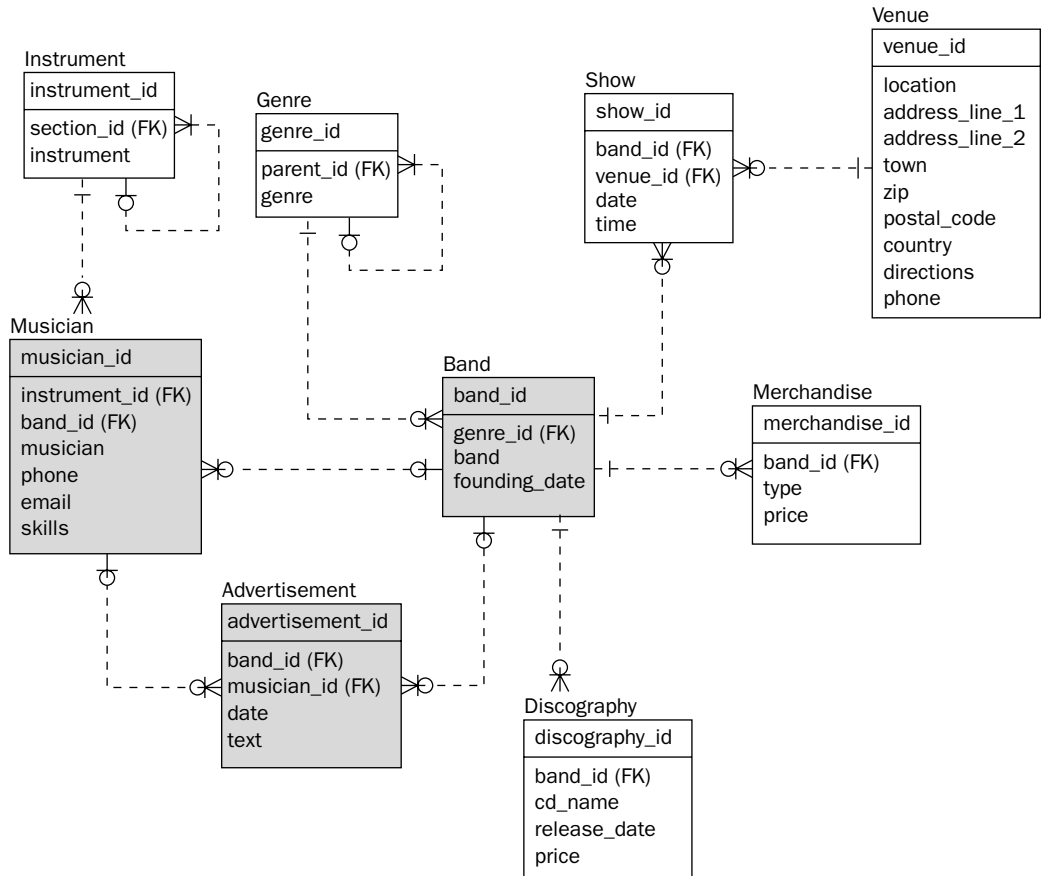 Instrument
instrument_id
section_id (FK)
instrument
Genre
genre_id
parent_id (FK)
genre
Show
show_id
band_id (FK)
venue_id (FK)
date
time
Venue
venue_id
location
address_line_1
address_line_2
town
zip
postal_code
country
directions
phone
Musician
musician_id
instrument_id (FK)
band_id (FK)
musician
phone
email
skills
Band
band_id
genre_id (FK)
band
founding_date
Merchandise
merchandise_id
band_id (FK)
type
price
Advertisement
advertisement_id
band_id (FK)
musician_id (FK)
date
text
Discography
discography_id
band_id (FK)
cd_name
release_date
price